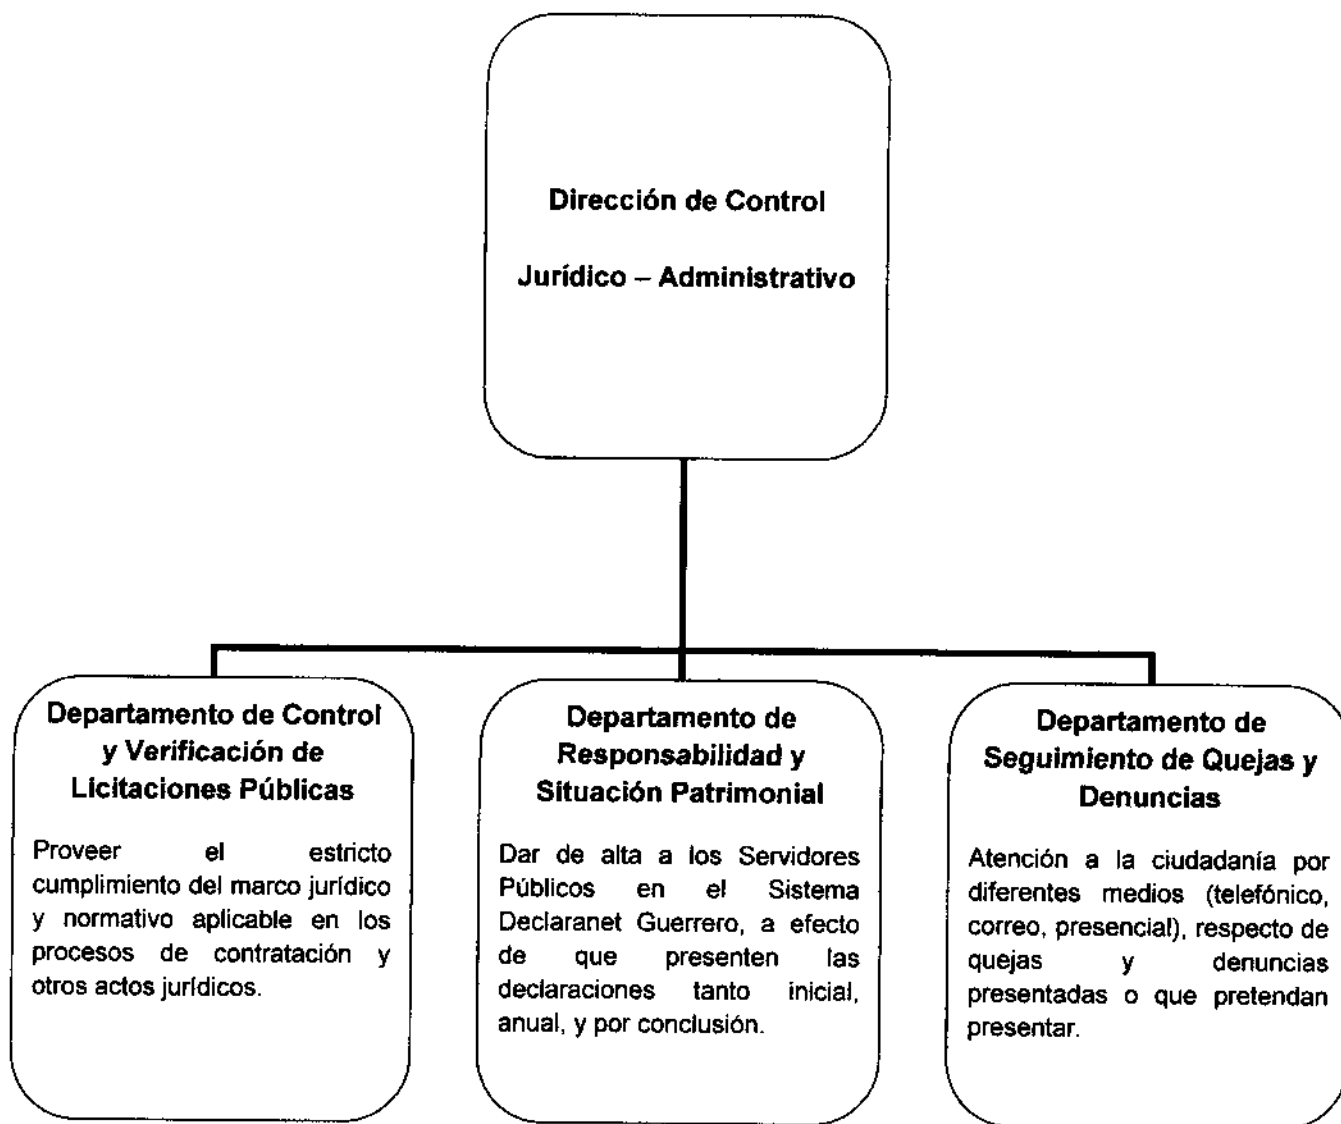 Dirección de Control
Jurídico – Administrativo
Departamento de Control
y Verificación de
Licitaciones Públicas
Proveer el estricto
cumplimiento del marco jurídico
y normativo aplicable en los
procesos de contratación y
otros actos jurídicos.
Departamento de
Responsabilidad y
Situación Patrimonial
Dar de alta a los Servidores
Públicos en el Sistema
Declaranet Guerrero, a efecto
de que presenten las
declaraciones tanto inicial,
anual, y por conclusión.
Departamento de
Seguimiento de Quejas y
Denuncias
Atención a la ciudadanía por
diferentes medios (telefónico,
correo, presencial), respecto de
quejas y denuncias
presentadas o que pretendan
presentar.